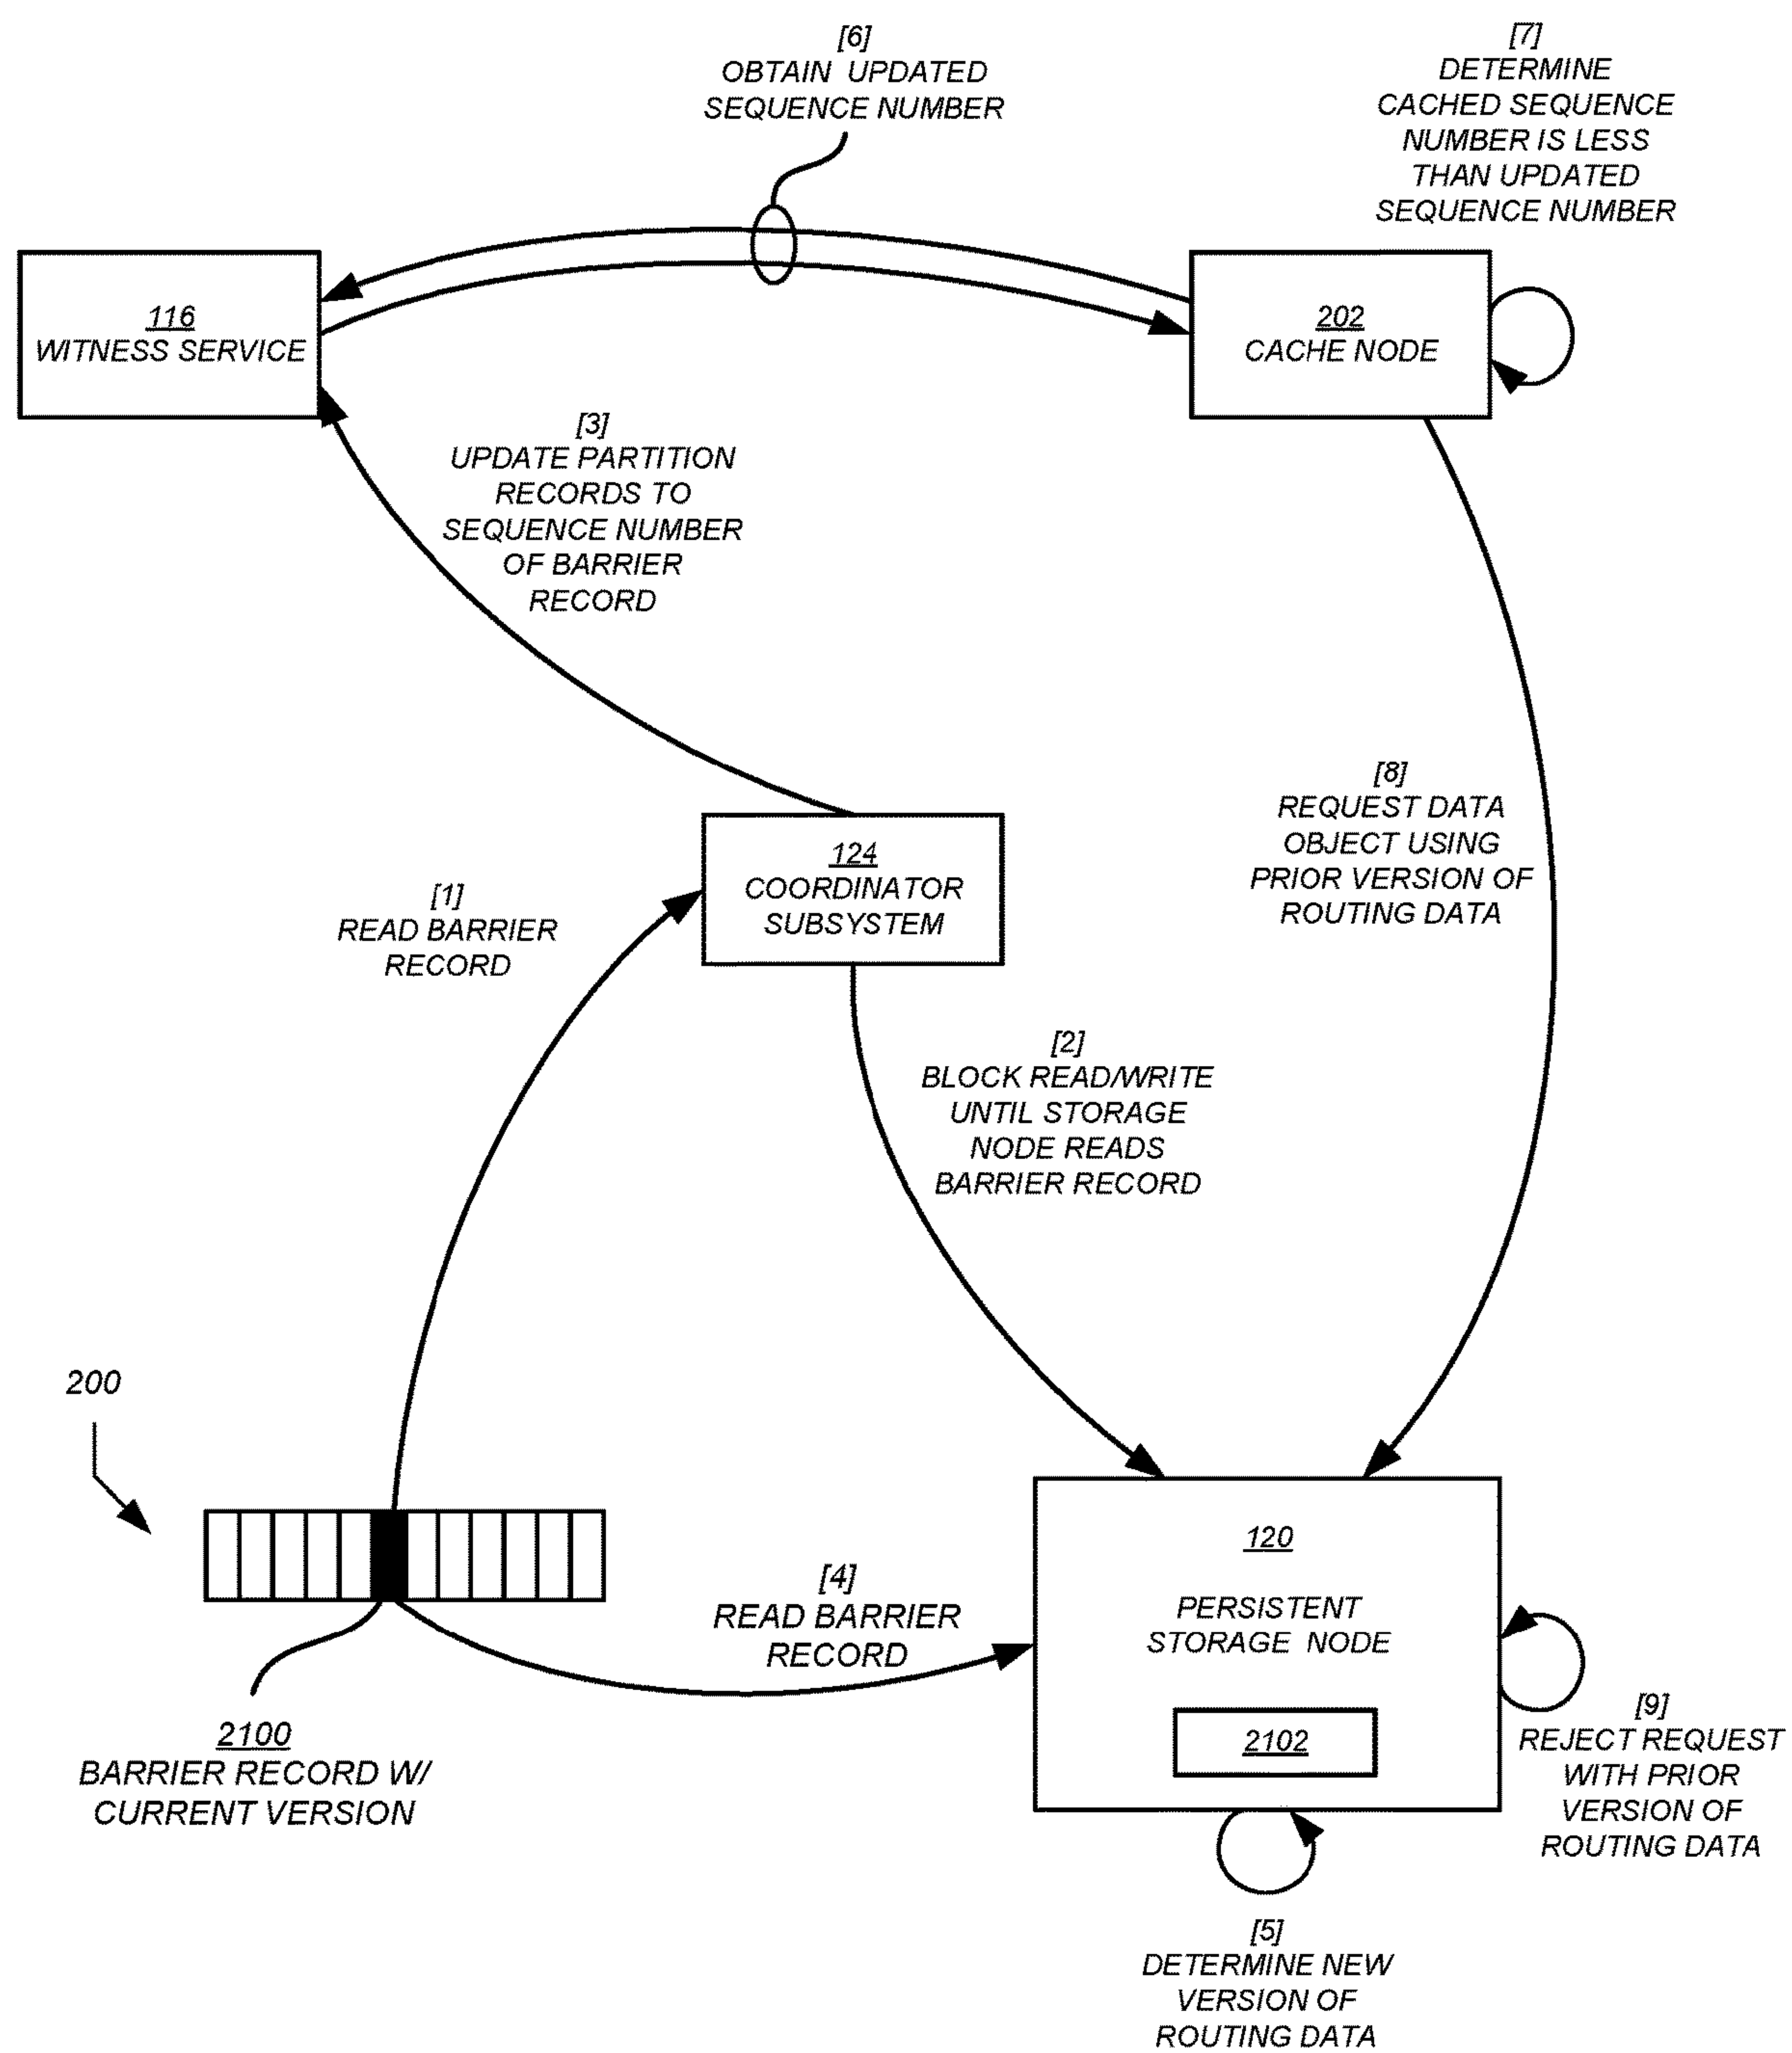 [6]
OBTAIN UPDATED
SEQUENCE NUMBER
[7]
DETERMINE
CACHED SEQUENCE
NUMBER IS LESS
THAN UPDATED
SEQUENCE NUMBER
116
WITNESS SERVICE
202
CACHE NODE
[3]
UPDATE PARTITION
RECORDS TO
SEQUENCE NUMBER
OF BARRIER
RECORD
[8]
REQUEST DATA
OBJECT USING
PRIOR VERSION OF
ROUTING DATA
124
COORDINATOR
SUBSYSTEM
[1]
READ BARRIER
RECORD
[2]
BLOCK READ/WRITE
UNTIL STORAGE
NODE READS
BARRIER RECORD
200
[4]
READ BARRIER
RECORD
120
PERSISTENT
STORAGE NODE
2102
2100
BARRIER RECORD W/
CURRENT VERSION
[9]
REJECT REQUEST
WITH PRIOR
VERSION OF
ROUTING DATA
[5]
DETERMINE NEW
VERSION OF
ROUTING DATA